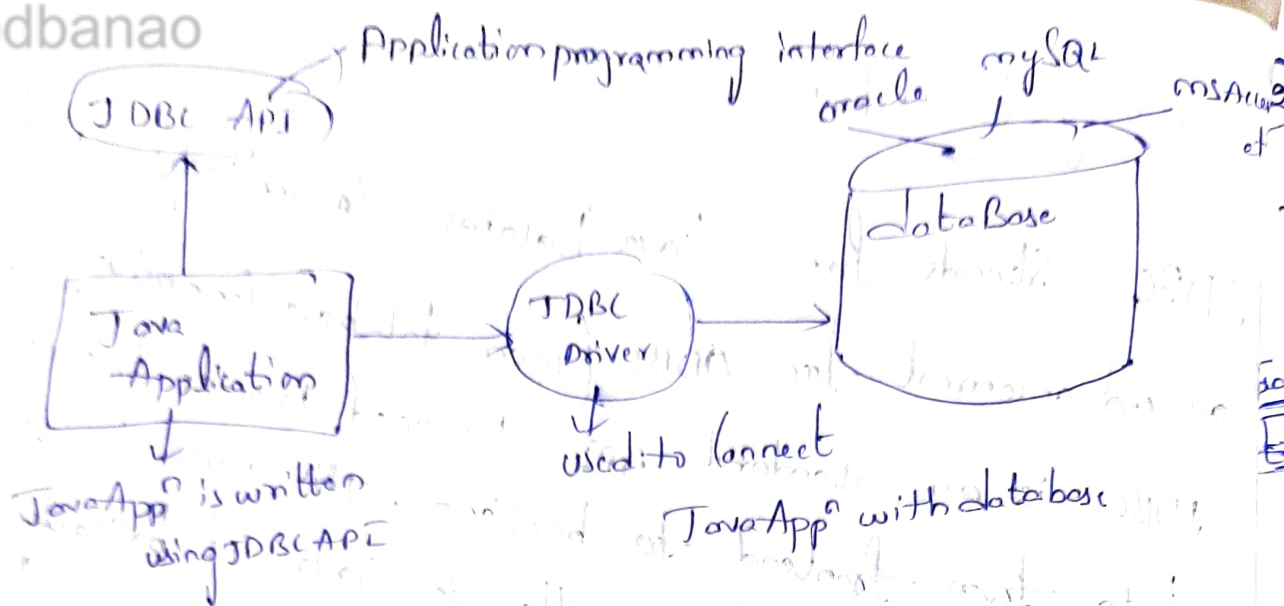 dbanao
Application programming interface
JDBC API
oracle
mySQL
msAcces
et
dataBase
Java
Application
JDBC
Driver
used to Connect
Java Appⁿ with database
Java Appⁿ is written
using JDBC API